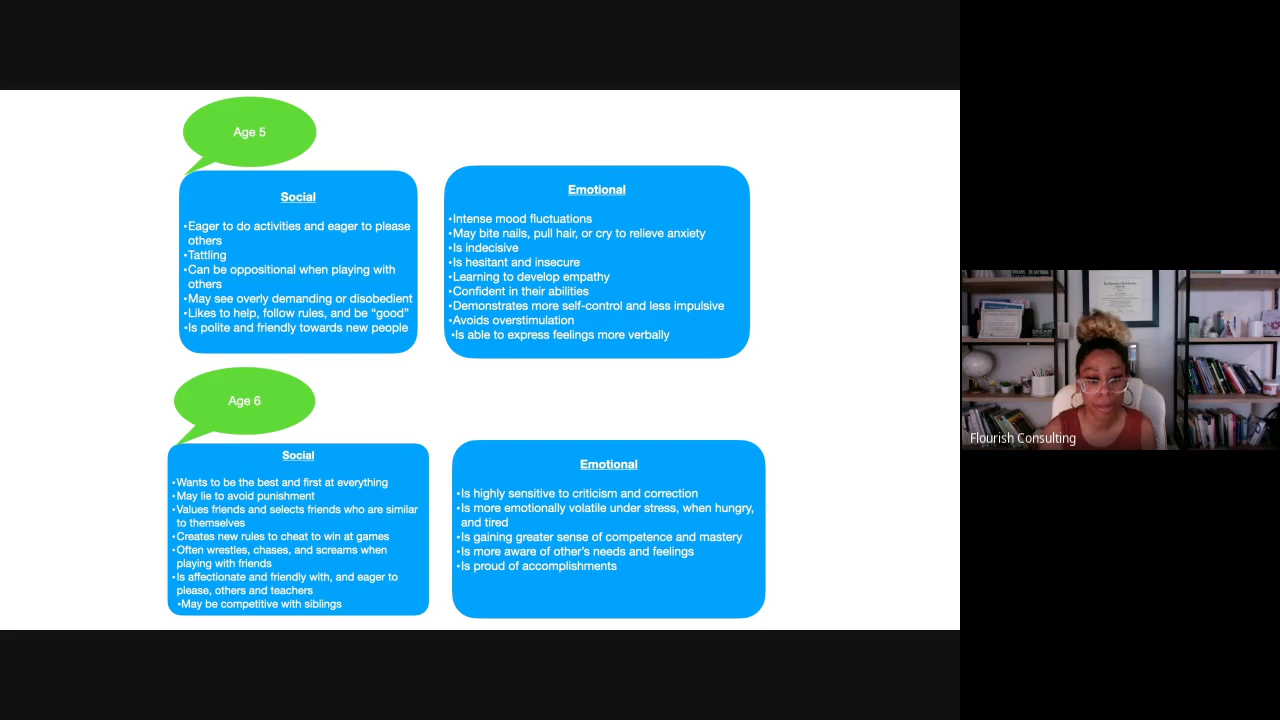 Age 5
Social
•Eager to do activities and eager to please
others
•Tattling
•Can be oppositional when playing with
others
•May see overly demanding or disobedient
•Likes to help, follow rules, and be “good”
•Is polite and friendly towards new people
Emotional
•Intense mood fluctuations
•May bite nails, pull hair, or cry to relieve anxiety
•Is indecisive
•Is hesitant and insecure
•Learning to develop empathy
•Confident in their abilities
•Demonstrates more self-control and less impulsive
•Avoids overstimulation
•Is able to express feelings more verbally
Age 6
Social
•Wants to be the best and first at everything
•May lie to avoid punishment
•Values friends and selects friends who are similar
to themselves
•Creates new rules to cheat to win at games
•Often wrestles, chases, and screams when
playing with friends
•Is affectionate and friendly with, and eager to
please, others and teachers
•May be competitive with siblings
Emotional
•Is highly sensitive to criticism and correction
•Is more emotionally volatile under stress, when hungry,
and tired
•Is gaining greater sense of competence and mastery
•Is more aware of other's needs and feelings
•Is proud of accomplishments
DREAM
Flourish Consulting